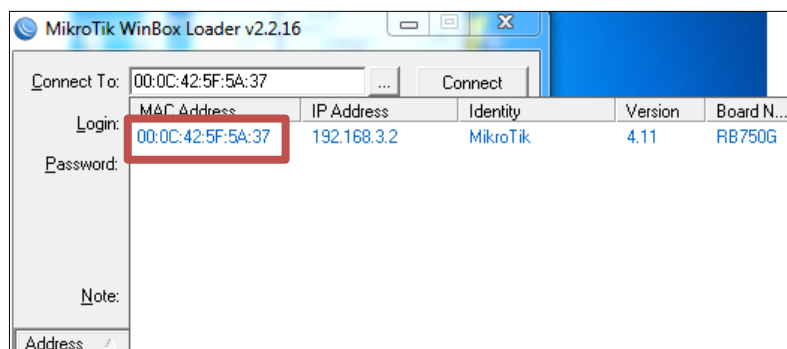 MikroTik WinBox Loader v2.2.16
Connect To: 00:0C:42:5F:5A:37 ... Connect
MAC Address IP Address Identity Version Board N...
Login:
00:0C:42:5F:5A:37 192.168.3.2 MikroTik 4.11 RB750G
Password:
Note:
Address